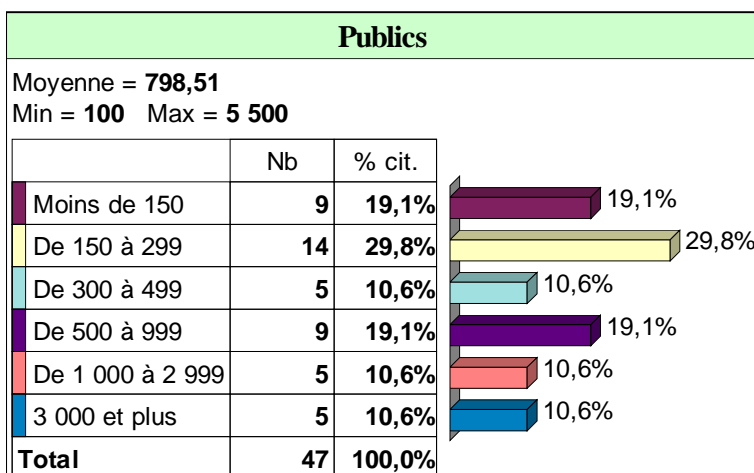 Publics
Moyenne = 798,51
Min = 100 Max = 5 500
Nb % cit.
Moins de 150 9 19,1% 19,1%
De 150 à 299 14 29,8% 29,8%
De 300 à 499 5 10,6% 10,6%
De 500 à 999 9 19,1% 19,1%
De 1 000 à 2 999 5 10,6% 10,6%
3 000 et plus 5 10,6% 10,6%
Total 47 100,0%